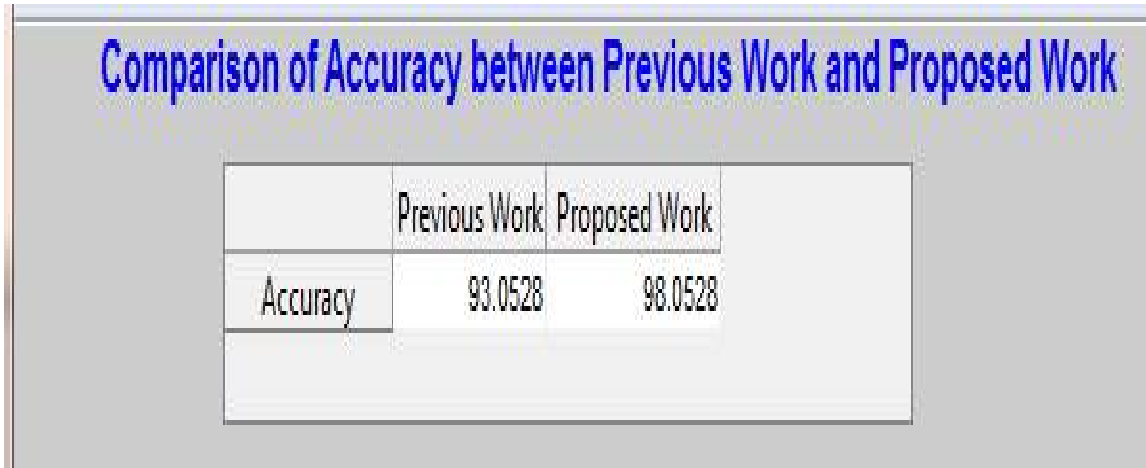 Comparison of Accuracy between Previous Work and Proposed Work
Previous Work Proposed Work
Accuracy 93.0528 98.0528